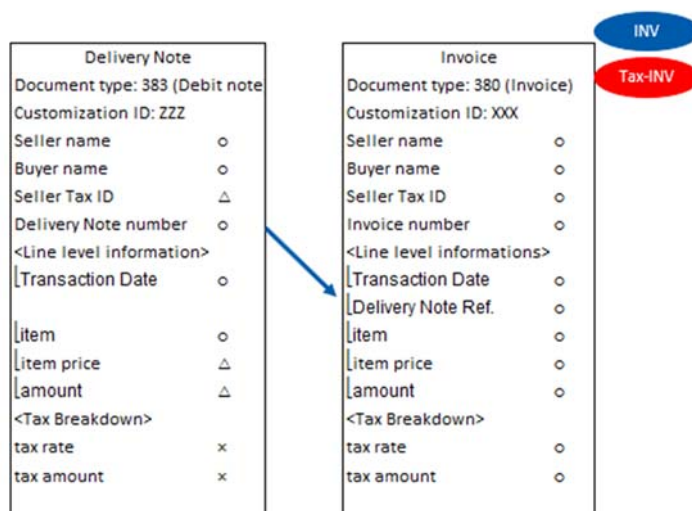 INV
Tax-INV
Delivery Note
Document type: 383 (Debit note
Customization ID: ZZZ
Seller name ○
Buyer name ○
Seller Tax ID △
Delivery Note number ○
<Line level information>
⎣Transaction Date ○
⎣item ○
⎣item price △
⎣amount △
<Tax Breakdown>
tax rate ×
tax amount ×
Invoice
Document type: 380 (Invoice)
Customization ID: XXX
Seller name ○
Buyer name ○
Seller Tax ID ○
Invoice number ○
<Line level informations>
⎣Transaction Date ○
⎣Delivery Note Ref. ○
⎣item ○
⎣item price ○
⎣amount ○
<Tax Breakdown>
tax rate ○
tax amount ○